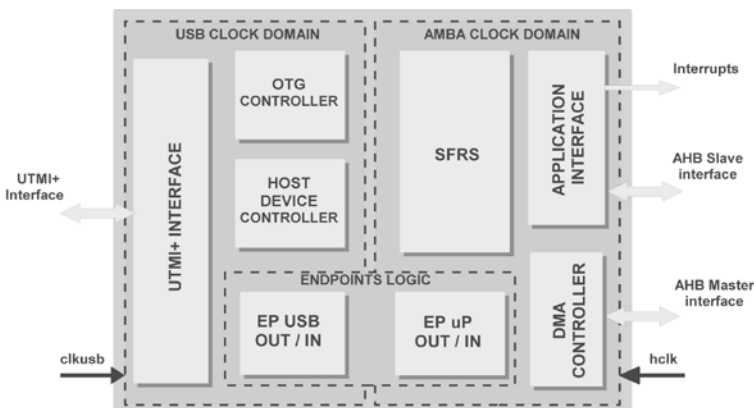 USB CLOCK DOMAIN
AMBA CLOCK DOMAIN
UTMI+
Interface
UTMI+ INTERFACE
OTG
CONTROLLER
HOST
DEVICE
CONTROLLER
SFRS
APPLICATION
INTERFACE
Interrupts
AHB Slave
interface
ENDPOINTS LOGIC
EP USB
OUT / IN
EP uP
OUT / IN
DMA
CONTROLLER
AHB Master
interface
clkusb
hclk